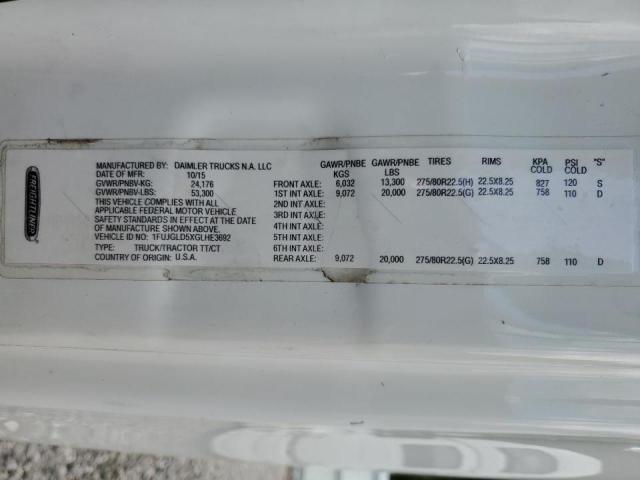 FREIGHTLINER
MANUFACTURED BY: DAIMLER TRUCKS N.A. LLC
DATE OF MFR: 10/15
GVWR/PNBV-KG: 24,176
GVWR/PNBV-LBS: 53,300
THIS VEHICLE COMPLIES WITH ALL
APPLICABLE FEDERAL MOTOR VEHICLE
SAFETY STANDARDS IN EFFECT AT THE DATE
OF MANUFACTURE SHOWN ABOVE
VEHICLE ID NO.: 1FUJGLD5XGLHE3692
TYPE: TRUCK/TRACTOR TT/CT
COUNTRY OF ORIGIN: U.S.A.
GAWR/PNBE KGS GAWR/PNBE LBS TIRES RIMS KPA COLD PSI COLD "S"
FRONT AXLE: 6,032 13,300 275/80R22.5(H) 22.5X8.25 827 120 S
1ST INT AXLE: 9,072 20,000 275/80R22.5(G) 22.5X8.25 758 110 D
2ND INT AXLE:
3RD INT AXLE:
4TH INT AXLE:
5TH INT AXLE:
6TH INT AXLE:
REAR AXLE: 9,072 20,000 275/80R22.5(G) 22.5X8.25 758 110 D